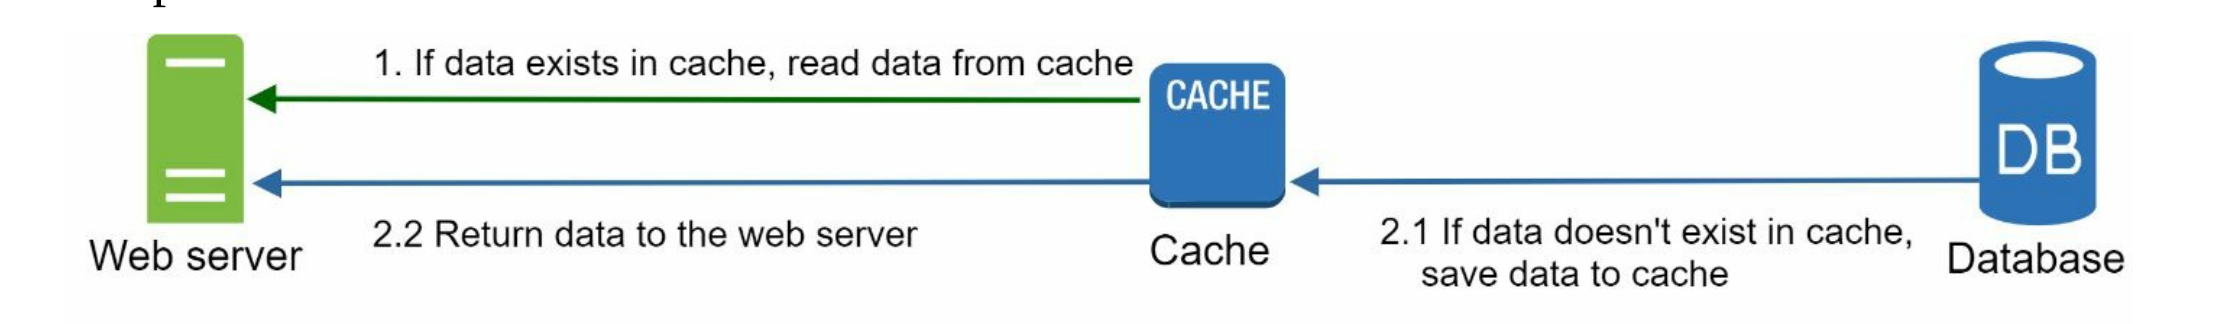 1. If data exists in cache, read data from cache
CACHE
DB
2.2 Return data to the web server
2.1 If data doesn't exist in cache,
save data to cache
Web server
Cache
Database